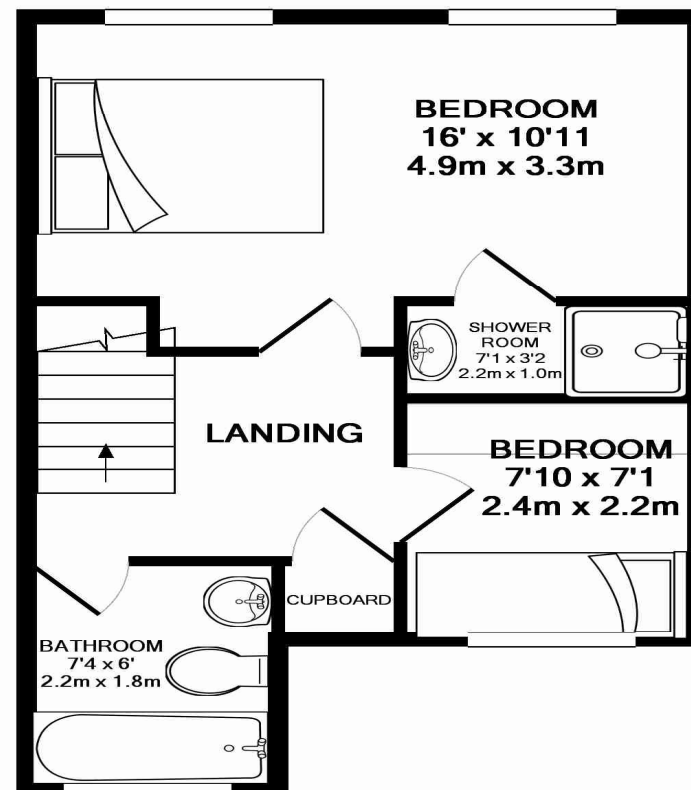 BEDROOM
16' x 10'11
4.9m x 3.3m
SHOWER
ROOM
7'1 x 3'2
2.2m x 1.0m
LANDING
BEDROOM
7'10 x 7'1
2.4m x 2.2m
CUPBOARD
BATHROOM
7'4 x 6'
2.2m x 1.8m